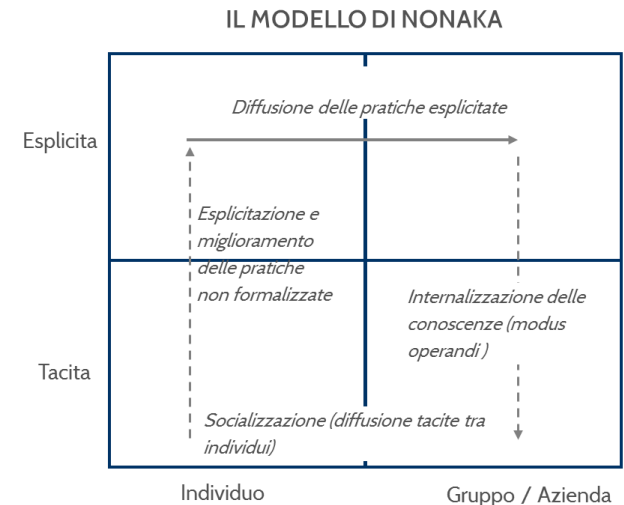 IL MODELLO DI NONAKA
Diffusione delle pratiche esplicitate
Esplicita
Esplicitazione e
miglioramento
delle pratiche
non formalizzate
Internalizzazione delle
conoscenze (modus
operandi )
Tacita
Socializzazione (diffusione tacite tra
individui)
Individuo
Gruppo / Azienda